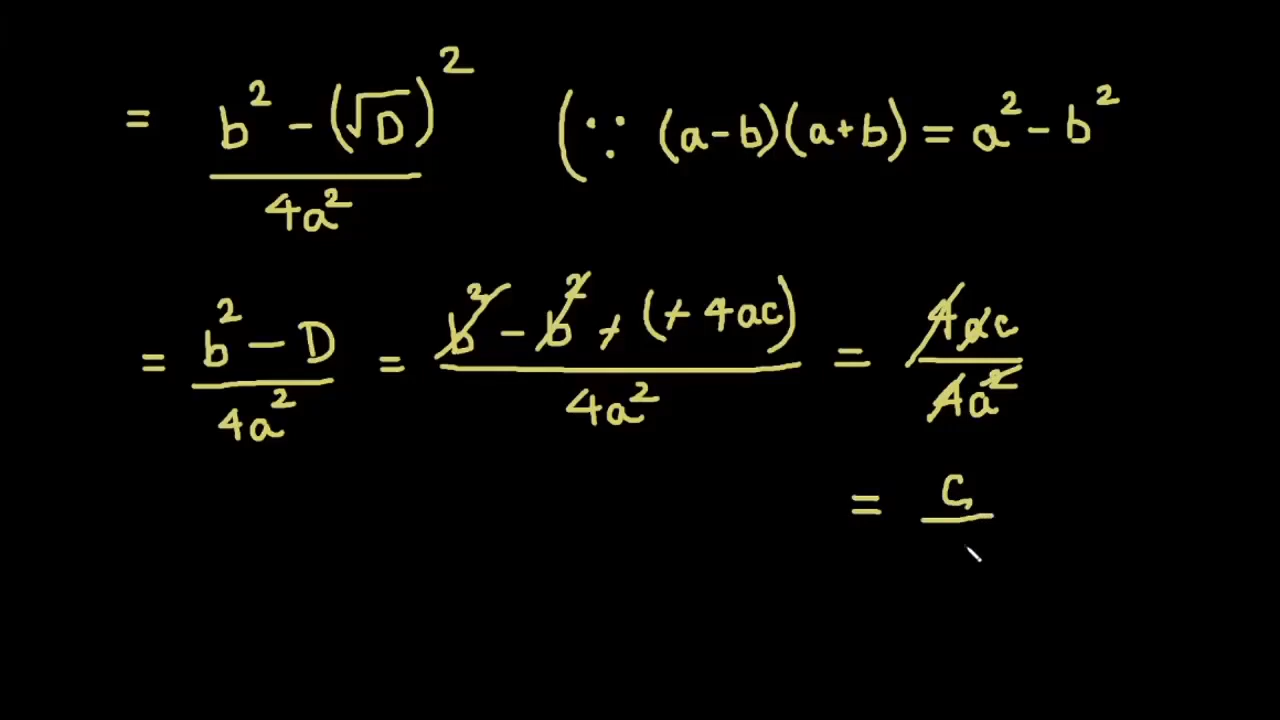 = (b² - (√D)²)/(4a²) (∵ (a-b)(a+b) = a² - b²
= (b² - D)/(4a²) = (b² - b² + (+ 4ac))/(4a²) = (4ac)/(4a²)
= c/